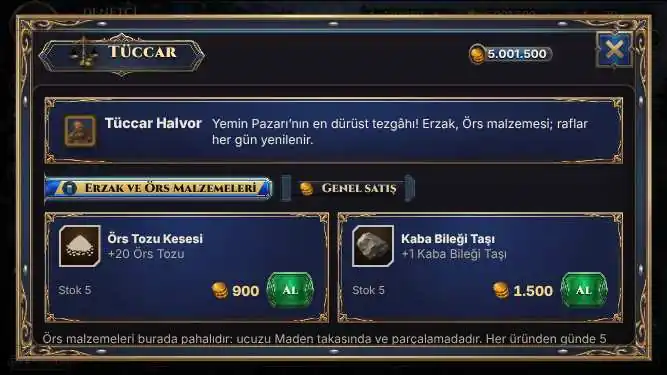 TÜCCAR
5.001.500
Tüccar Halvor
Yemin Pazarı'nın en dürüst tezgâhı! Erzak, Örs malzemesi; raflar
her gün yenilenir.
ERZAK VE ÖRS MALZEMELERİ
GENEL SATIŞ
Örs Tozu Kesesi
+20 Örs Tozu
Stok 5
900
AL
Kaba Bileği Taşı
+1 Kaba Bileği Taşı
Stok 5
1.500
AL
Örs malzemeleri burada pahalıdır: ucuzu Maden takasında ve parçalamadadır. Her üründen günde 5